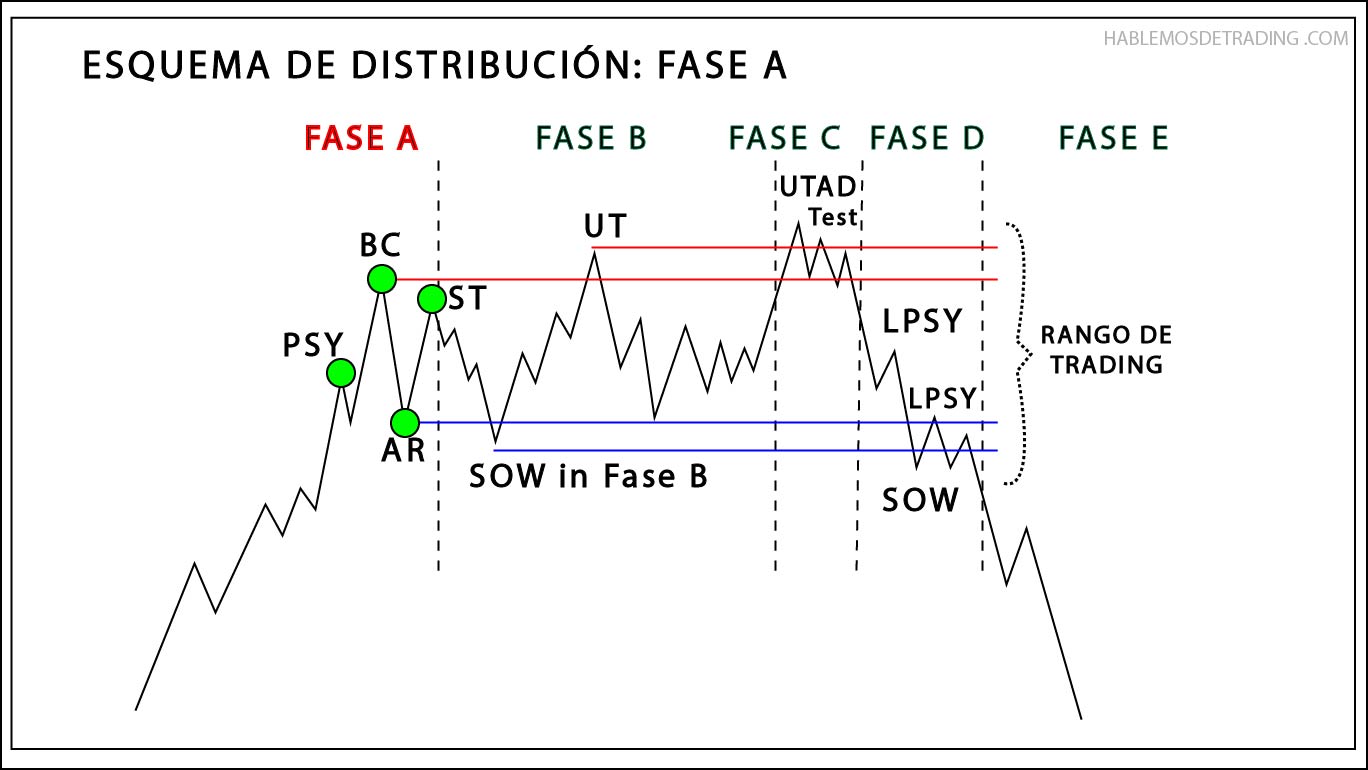 HABLEMOSDETRADING .COM
ESQUEMA DE DISTRIBUCIÓN: FASE A
FASE A
FASE B
FASE C
FASE D
FASE E
UTAD
Test
UT
BC
ST
PSY
LPSY
RANGO DE
TRADING
LPSY
AR
SOW in Fase B
SOW